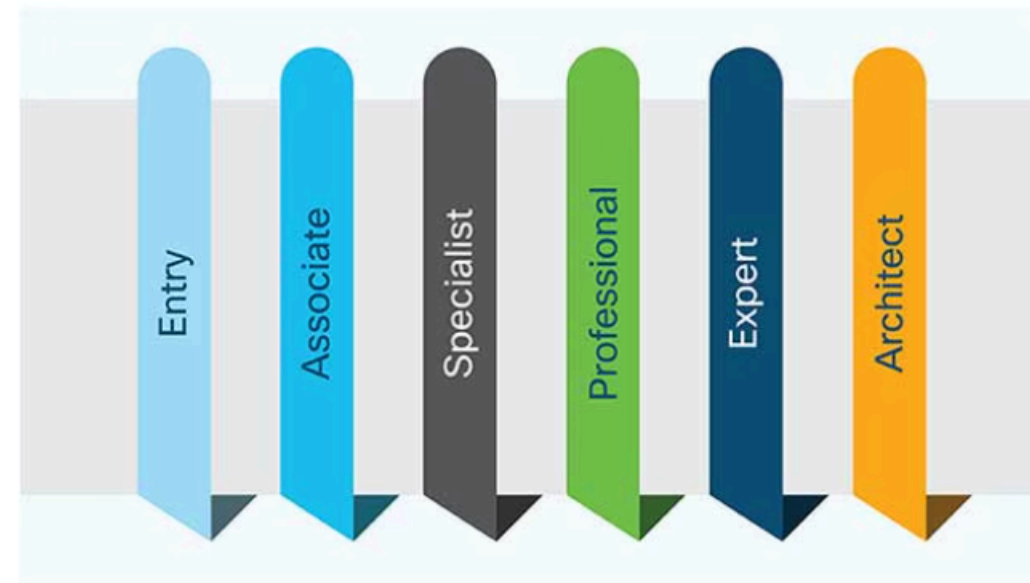 Entry
Associate
Specialist
Professional
Expert
Architect